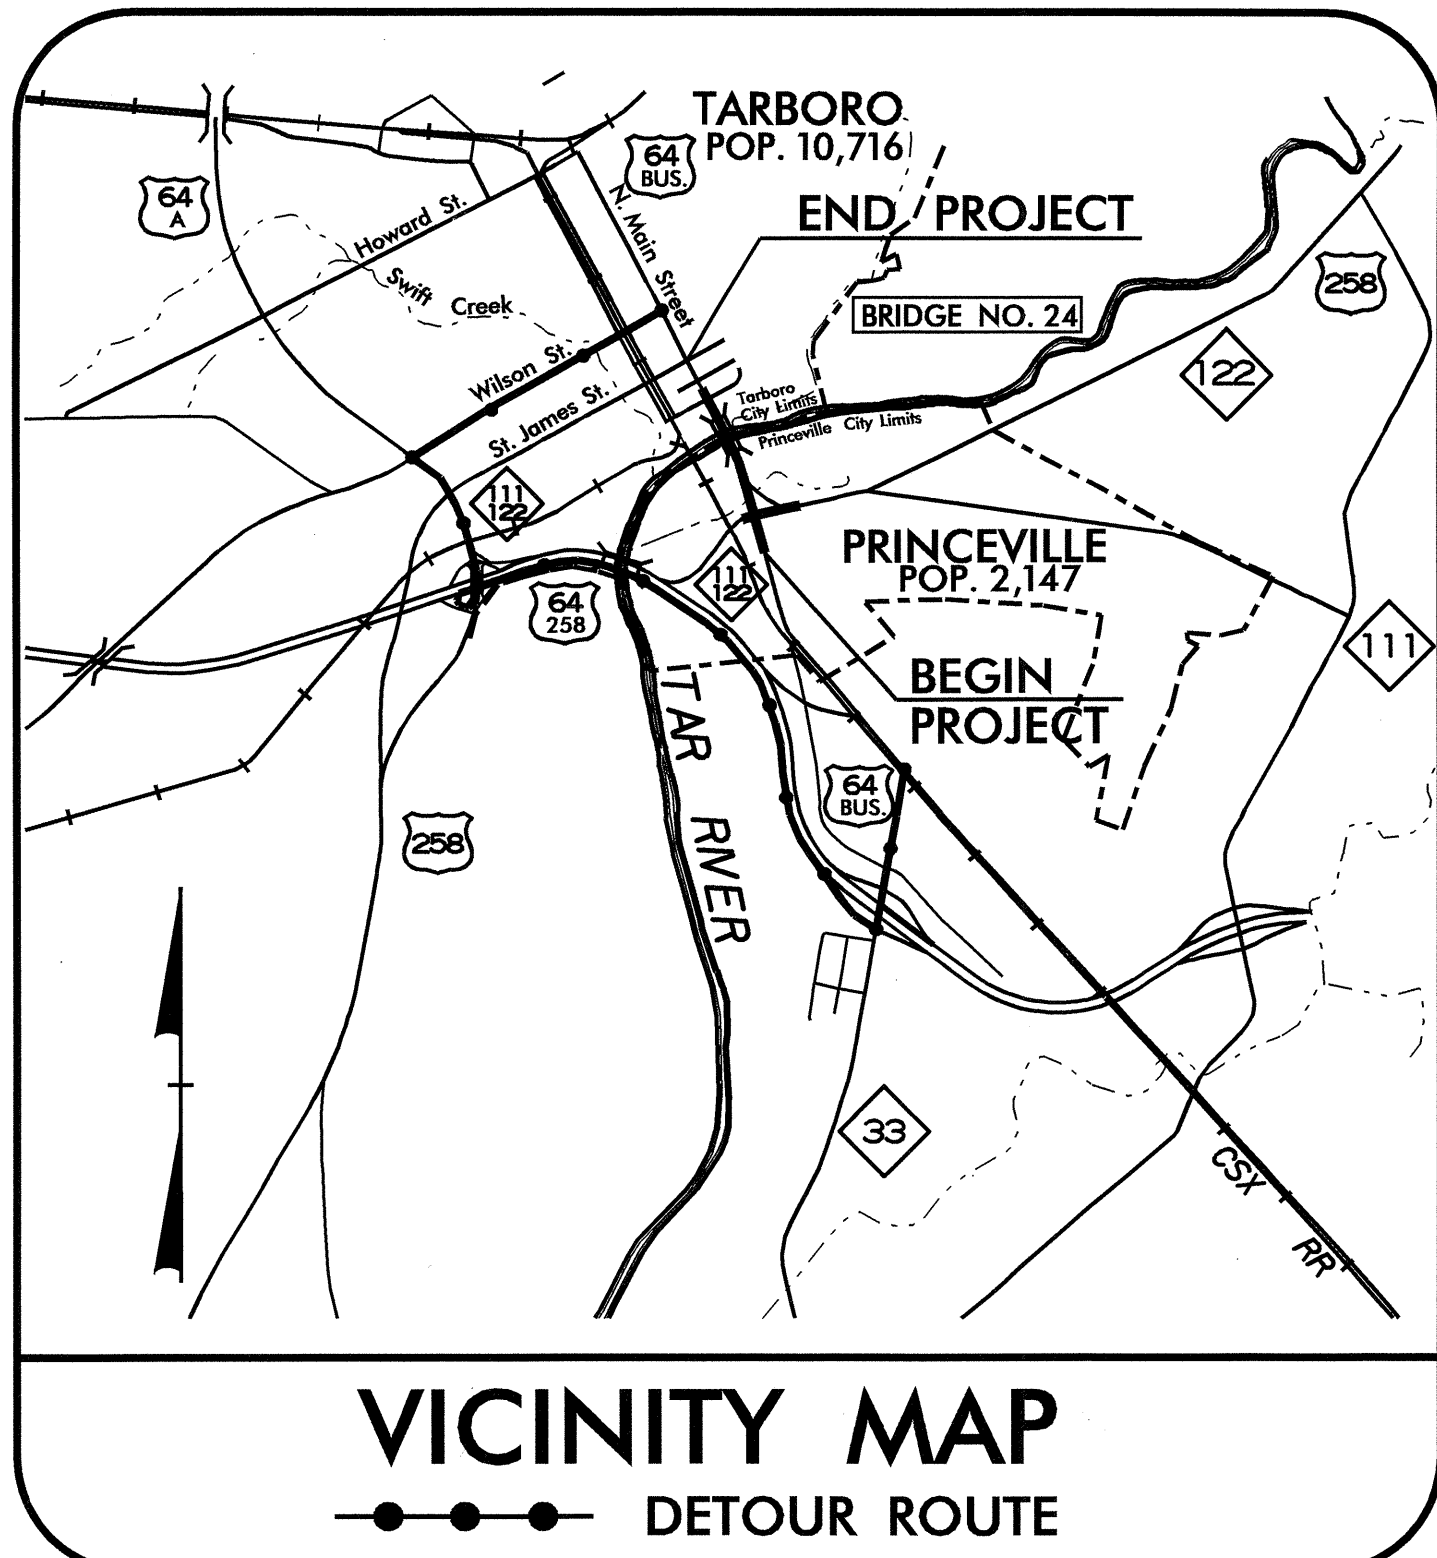 TARBORO
POP. 10,716
64
BUS.
64
A
N. Main Street
END PROJECT
Howard St.
Swift Creek
258
BRIDGE NO. 24
122
Wilson St.
Tarboro
City Limits
St. James St.
Princeville City Limits
111
122
PRINCEVILLE
POP. 2,147
111
122
64
258
111
BEGIN
PROJECT
TAR RIVER
64
BUS.
258
33
CSX RR
VICINITY MAP
DETOUR ROUTE